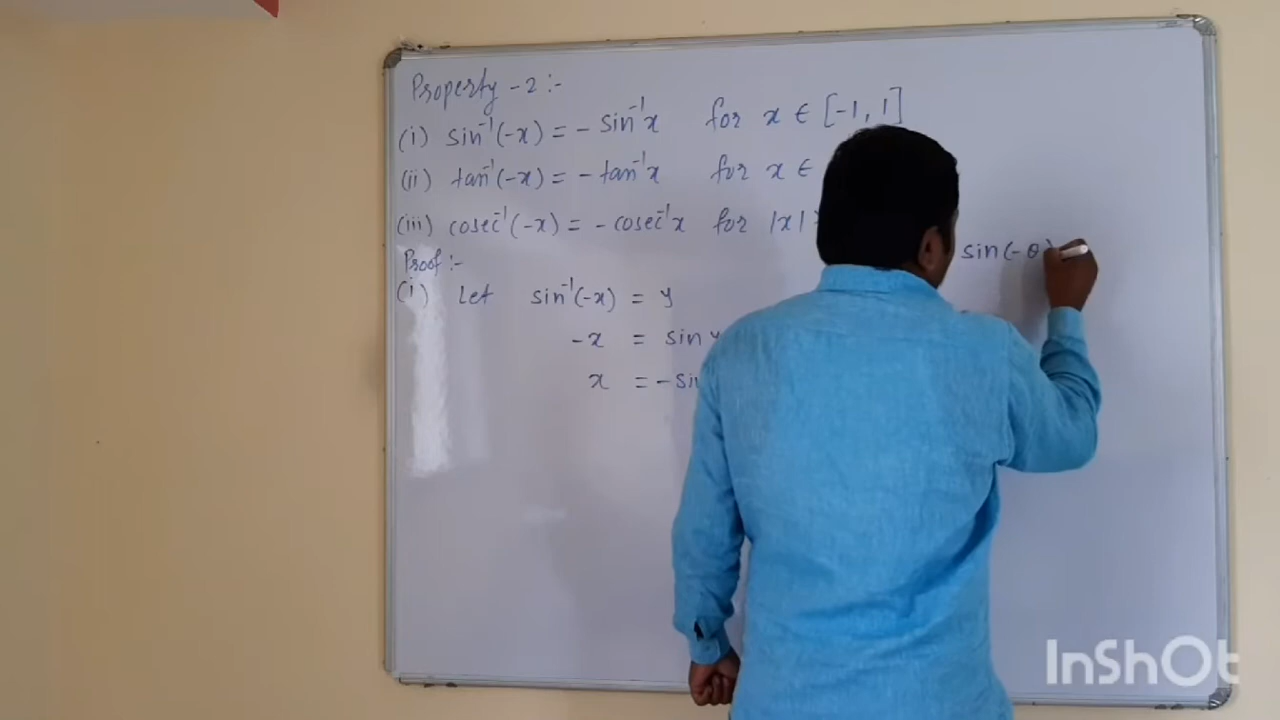 Property - 2 :-
(i) sin⁻¹(-x) = - sin⁻¹x for x ∈ [-1, 1]
(ii) tan⁻¹(-x) = - tan⁻¹x for x ∈
(iii) cosec⁻¹(-x) = - cosec⁻¹x for |x|
sin(-θ)
Proof :-
(i) Let sin⁻¹(-x) = y
-x = sin y
x = - sin
InShOt